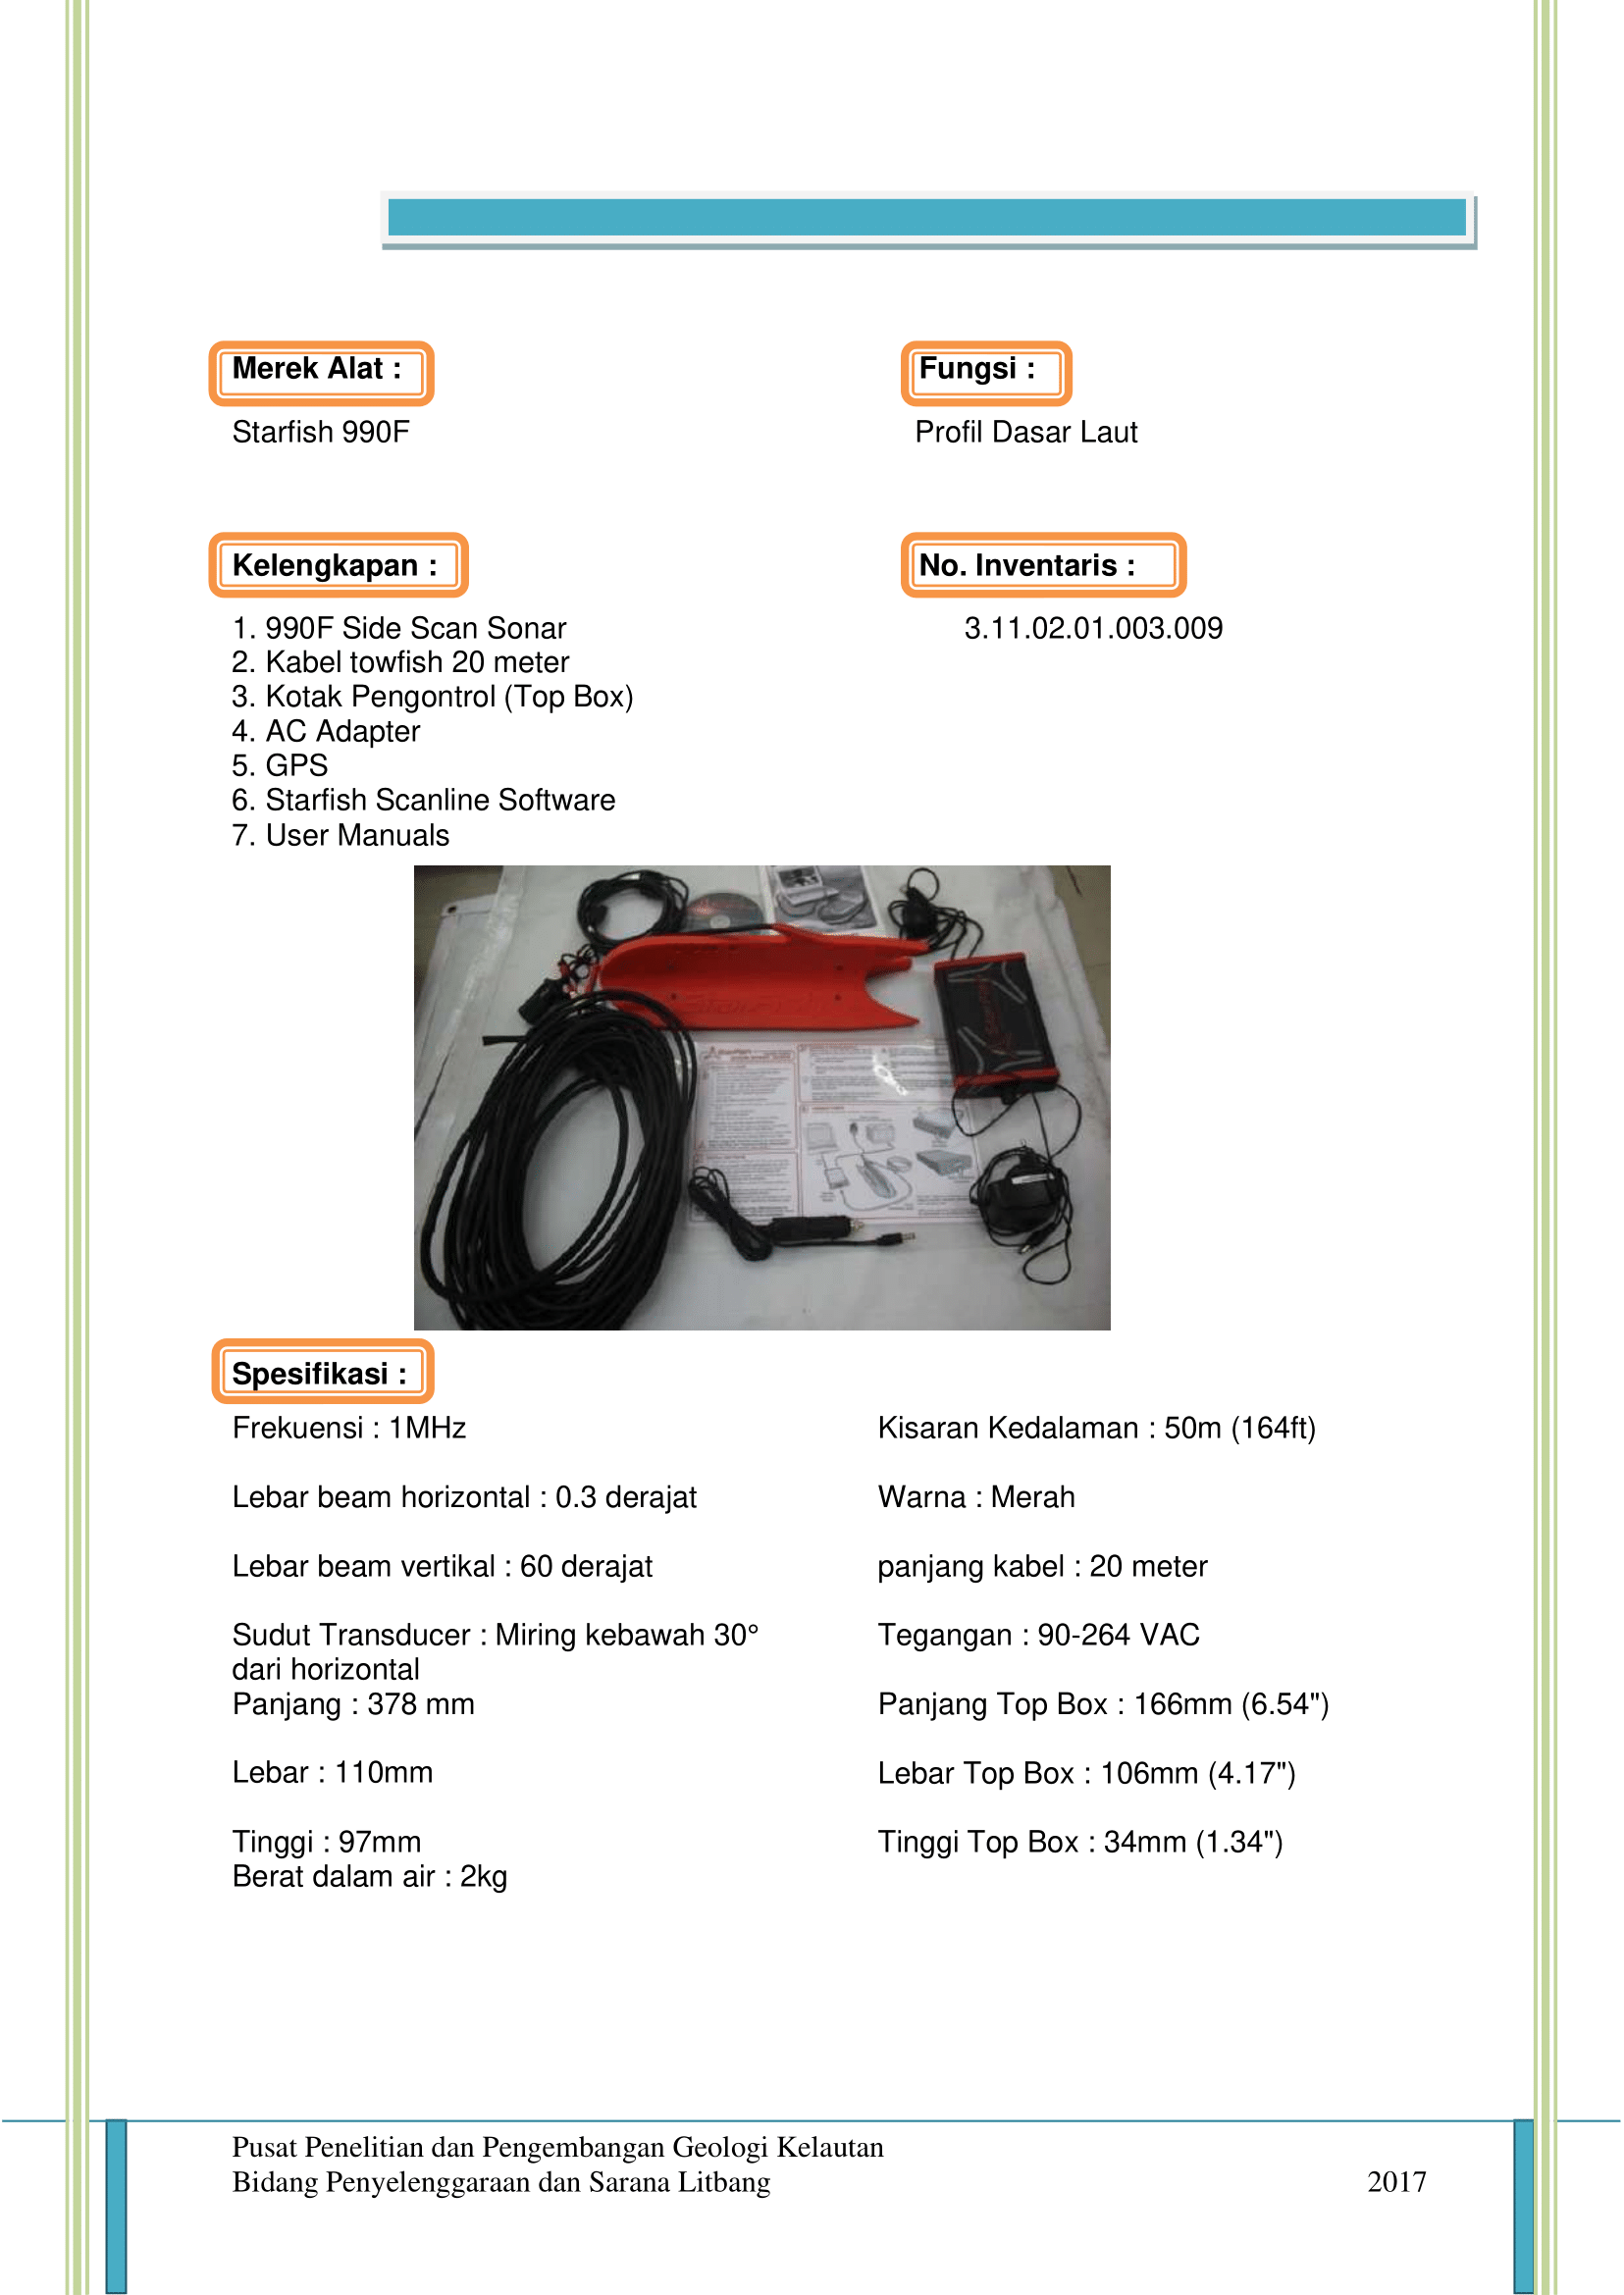 Merek Alat :
Fungsi :
Starfish 990F
Profil Dasar Laut
Kelengkapan :
No. Inventaris :
1. 990F Side Scan Sonar
3.11.02.01.003.009
2. Kabel towfish 20 meter
3. Kotak Pengontrol (Top Box)
4. AC Adapter
5. GPS
6. Starfish Scanline Software
7. User Manuals
Spesifikasi :
Frekuensi : 1MHz
Kisaran Kedalaman : 50m (164ft)
Lebar beam horizontal : 0.3 derajat
Warna : Merah
Lebar beam vertikal : 60 derajat
panjang kabel : 20 meter
Sudut Transducer : Miring kebawah 30°
dari horizontal
Tegangan : 90-264 VAC
Panjang : 378 mm
Panjang Top Box : 166mm (6.54")
Lebar : 110mm
Lebar Top Box : 106mm (4.17")
Tinggi : 97mm
Tinggi Top Box : 34mm (1.34")
Berat dalam air : 2kg
Pusat Penelitian dan Pengembangan Geologi Kelautan
Bidang Penyelenggaraan dan Sarana Litbang
2017